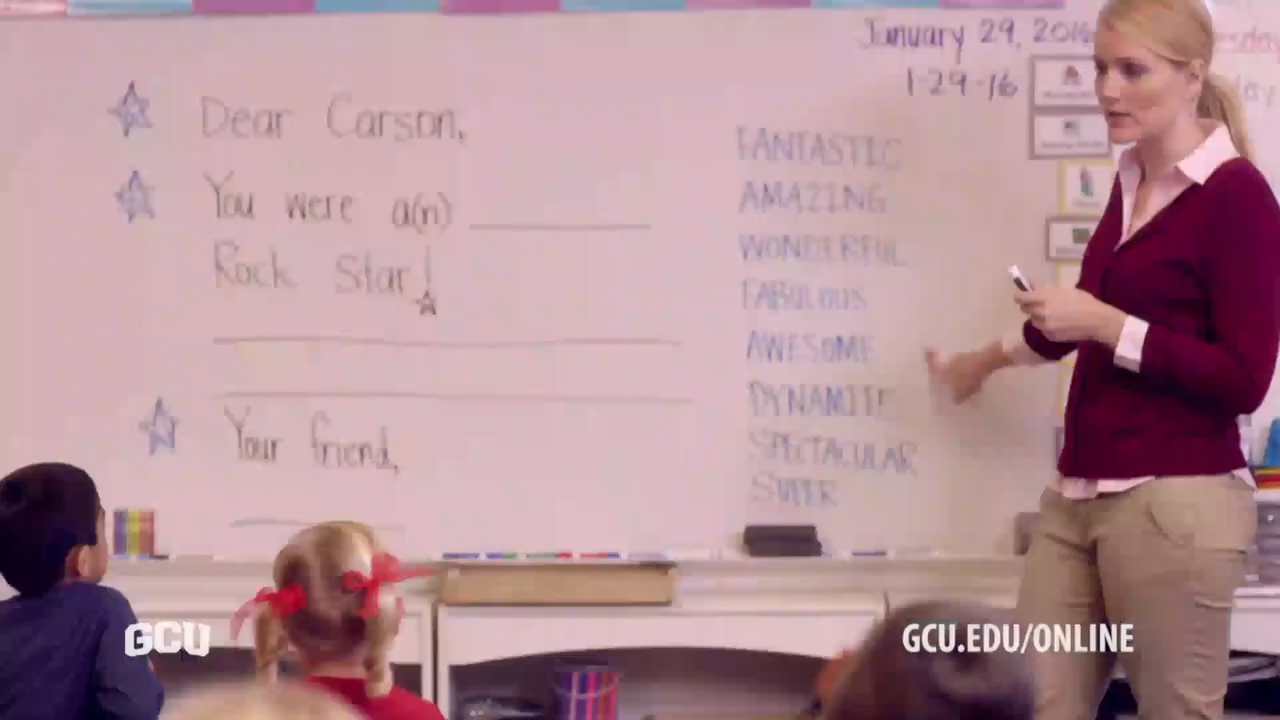 January 29, 2016
1-29-16
Dear Carson,
You were a(n)
Rock Star!
Your friend,
FANTASTIC
AMAZING
WONDERFUL
FABULOUS
AWESOME
DYNAMITE
SPECTACULAR
SUPER
GCU
GCU.EDU/ONLINE